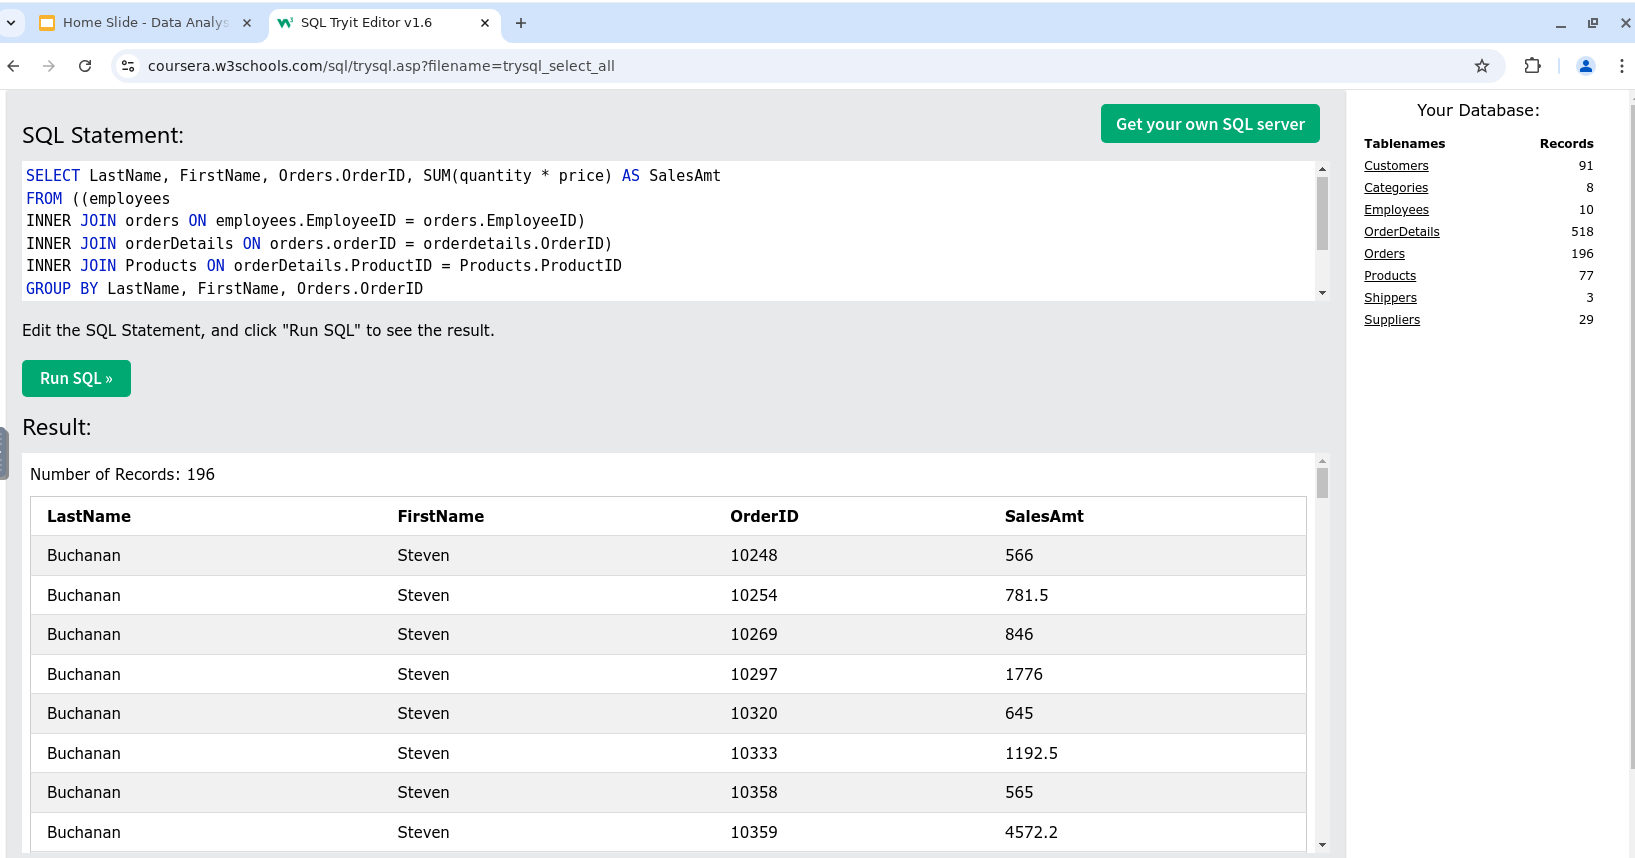 Home Slide - Data Analys
SQL Tryit Editor v1.6
coursera.w3schools.com/sql/trysql.asp?filename=trysql_select_all
SQL Statement:
Get your own SQL server
SELECT LastName, FirstName, Orders.OrderID, SUM(quantity * price) AS SalesAmt
FROM ((employees
INNER JOIN orders ON employees.EmployeeID = orders.EmployeeID)
INNER JOIN orderDetails ON orders.orderID = orderdetails.OrderID)
INNER JOIN Products ON orderDetails.ProductID = Products.ProductID
GROUP BY LastName, FirstName, Orders.OrderID
Edit the SQL Statement, and click "Run SQL" to see the result.
Run SQL »
Result:
Number of Records: 196
LastName FirstName OrderID SalesAmt
Buchanan Steven 10248 566
Buchanan Steven 10254 781.5
Buchanan Steven 10269 846
Buchanan Steven 10297 1776
Buchanan Steven 10320 645
Buchanan Steven 10333 1192.5
Buchanan Steven 10358 565
Buchanan Steven 10359 4572.2
Your Database:
Tablenames Records
Customers 91
Categories 8
Employees 10
OrderDetails 518
Orders 196
Products 77
Shippers 3
Suppliers 29